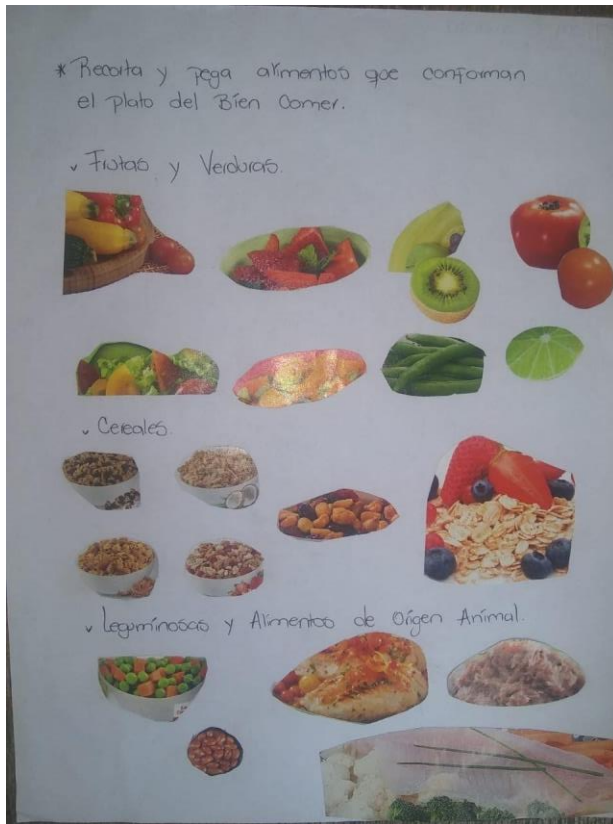 * Recorta y pega alimentos que conforman
el plato del Bien Comer.
✓ Frutas y Verduras.
✓ Cereales.
✓ Leguminosas y Alimentos de Origen Animal.